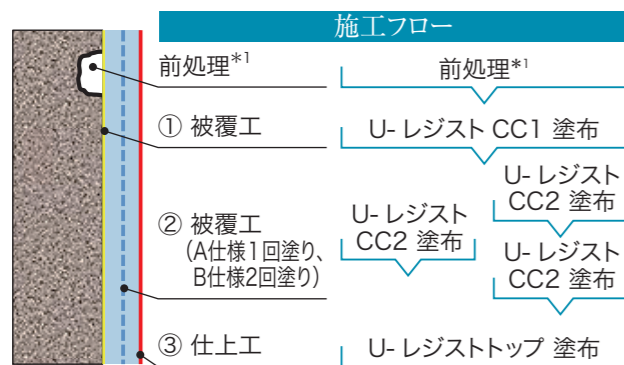 施工フロー
前処理*1
前処理*1
① 被覆工
U- レジスト CC1 塗布
② 被覆工
(A仕様1回塗り、
B仕様2回塗り)
U- レジスト
CC2 塗布
U- レジスト
CC2 塗布
U- レジスト
CC2 塗布
③ 仕上工
U- レジストトップ 塗布